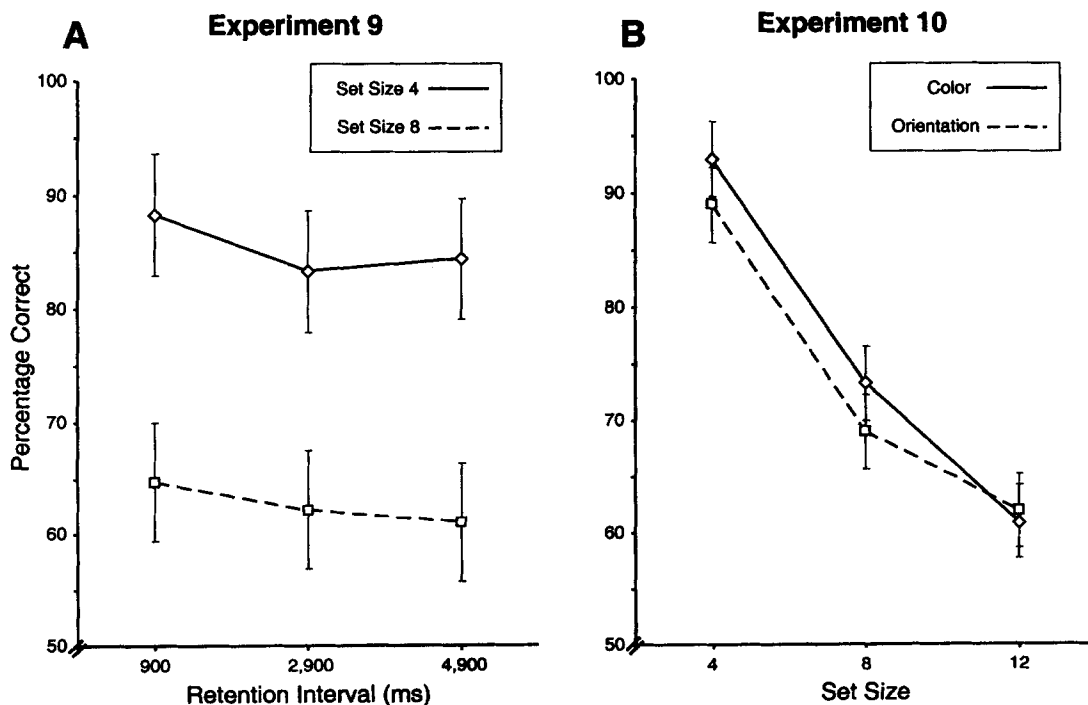 A
Experiment 9
Set Size 4
Set Size 8
100
90
80
70
60
50
Percentage Correct
900 2,900 4,900
Retention Interval (ms)
B
Experiment 10
Color
Orientation
100
90
80
70
60
50
4 8 12
Set Size